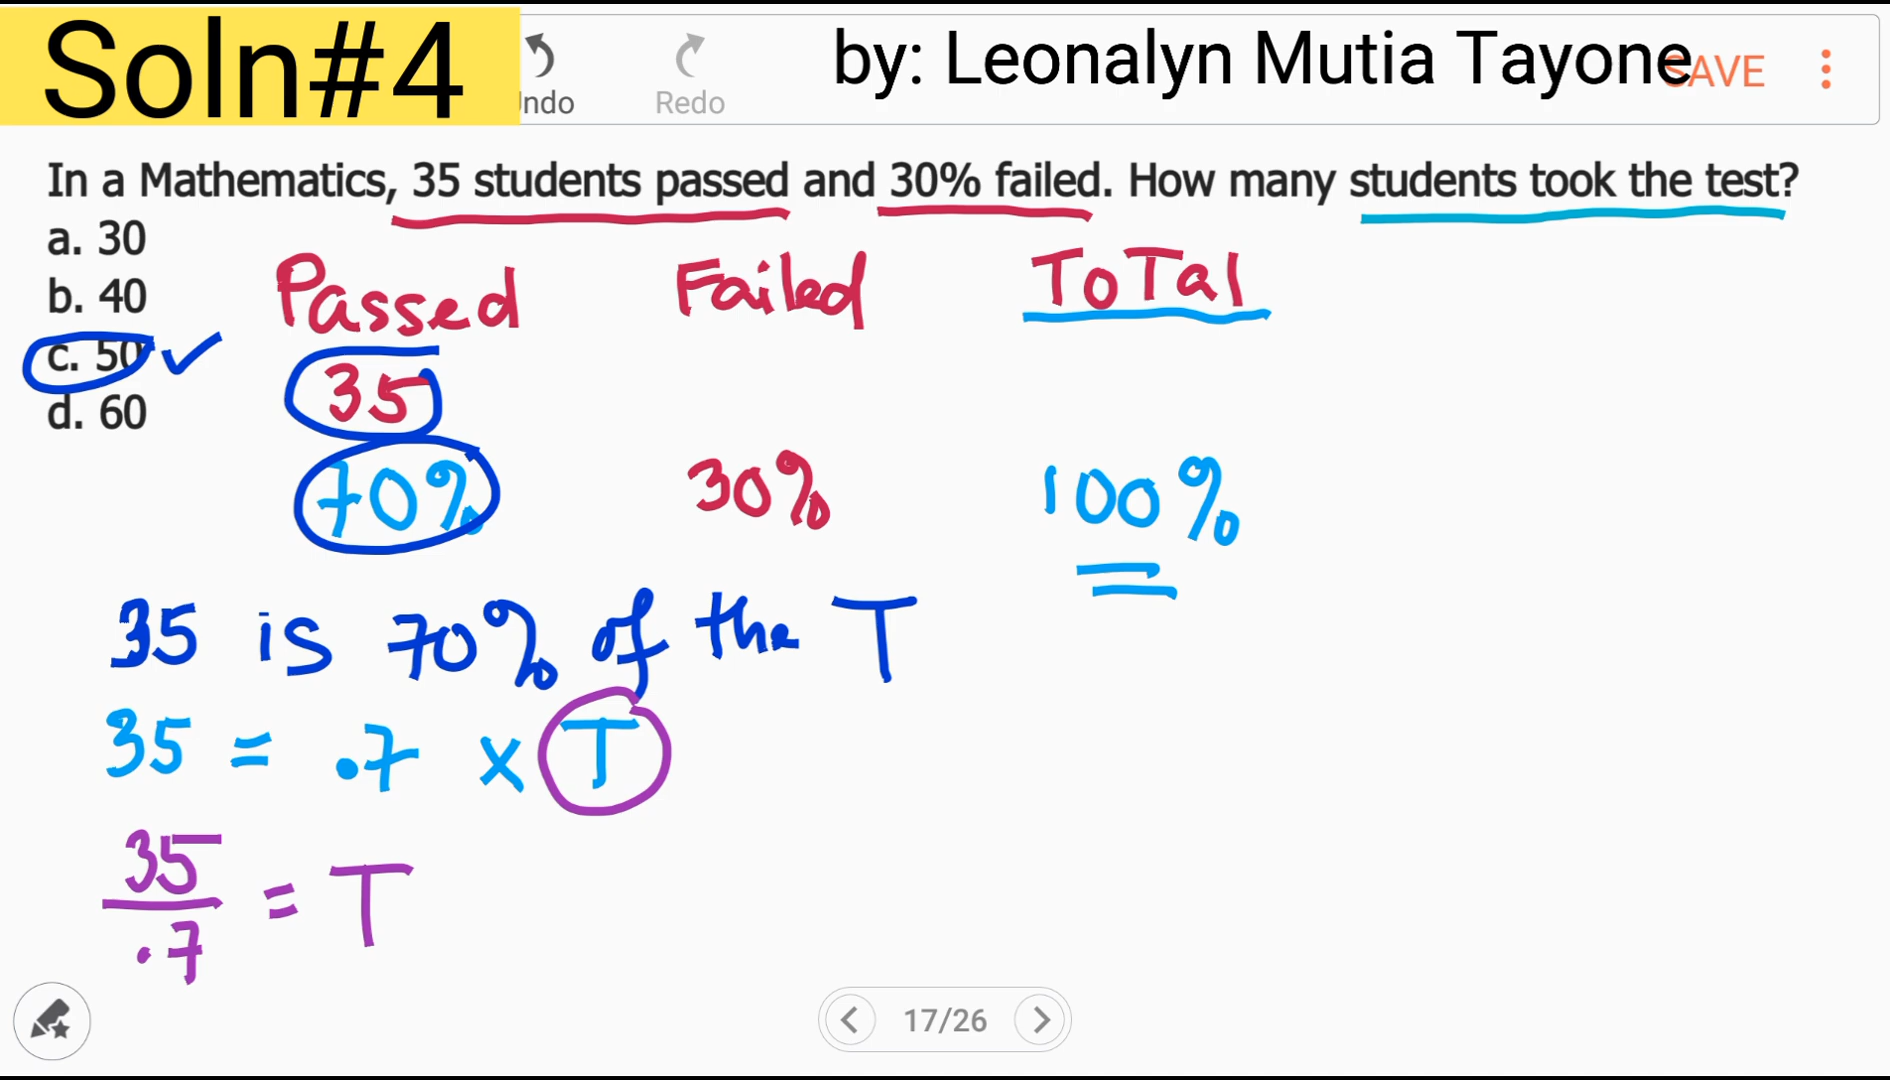 Soln#4
ndo
Redo
by: Leonalyn Mutia Tayone
AVE
In a Mathematics, 35 students passed and 30% failed. How many students took the test?
a. 30
b. 40
c. 50
d. 60
Passed Failed ToTal
35
70% 30% 100%
35 is 70% of the T
35 = .7 x T
35
.7
= T
17/26